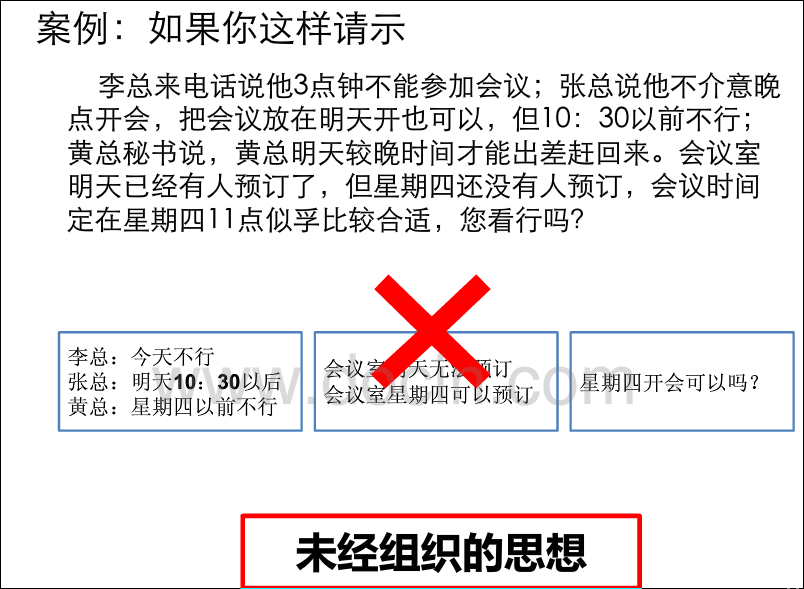 案例：如果你这样请示
李总来电话说他3点钟不能参加会议；张总说他不介意晚
点开会，把会议放在明天开也可以，但10：30以前不行；
黄总秘书说，黄总明天较晚时间才能出差赶回来。会议室
明天已经有人预订了，但星期四还没有人预订，会议时间
定在星期四11点似乎比较合适，您看行吗？
李总：今天不行
张总：明天10：30以后
黄总：星期四以前不行
会议室明天无法预订
会议室星期四可以预订
星期四开会可以吗？
未经组织的思想